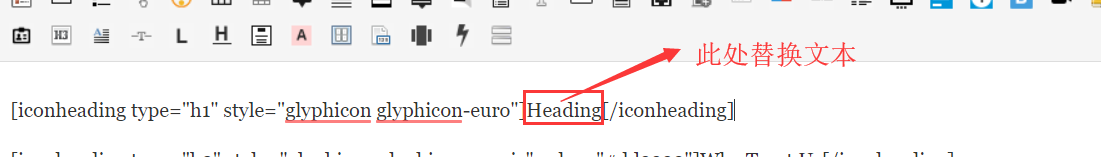 H3 T L H A
此处替换文本
[iconheading type="h1" style="glyphicon glyphicon-euro"]Heading[/iconheading]